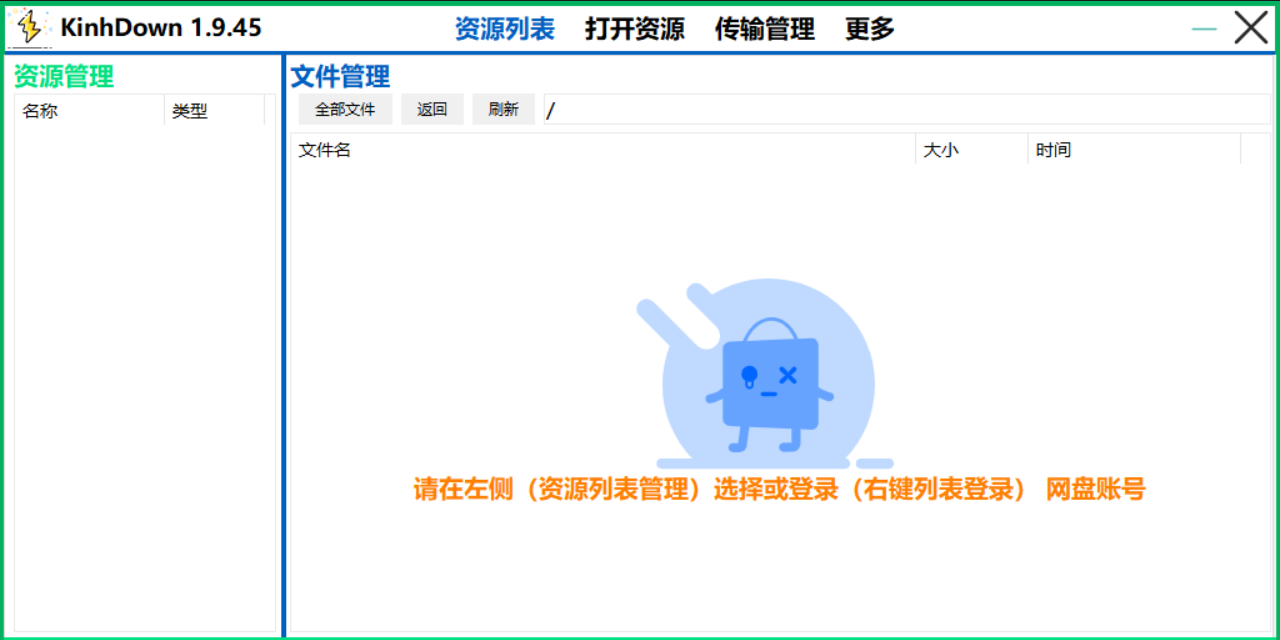 KinhDown 1.9.45 资源列表 打开资源 传输管理 更多
资源管理
名称 类型
文件管理
全部文件 返回 刷新 /
文件名 大小 时间
请在左侧（资源列表管理）选择或登录（右键列表登录） 网盘账号